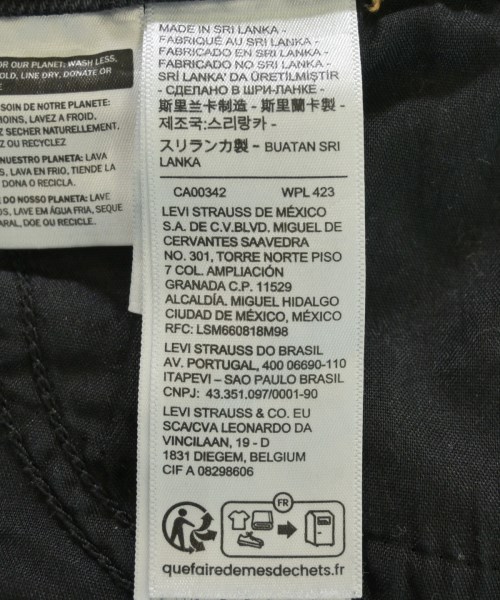 OR OUR PLANET: WASH LESS,
OLD, LINE DRY, DONATE OR
E
SOIN DE NOTRE PLANETE:
MOINS, LAVEZ A FROID.
EZ SECHER NATURELLEMENT.
Z OU RECYCLEZ
NUESTRO PLANETA: LAVA
S, LAVA EN FRIO, TIENDE LA
DONA O RECICLA.
DO NOSSO PLANETA: LAVE
OS, LAVE EM ÁGUA FRIA, SEQUE
ARAL, DOE OU RECICLE.
MADE IN SRI LANKA -
FABRIQUÉ AU SRI LANKA -
FABRICADO EN SRI LANKA -
FABRICADO NO SRI LANKA -
SRİ LANKA' DA ÜRETİLMİŞTİR
- СДЕЛАНО В ШРИ-ЛАНКЕ -
斯里兰卡制造 - 斯里蘭卡製 -
제조국:스리랑카 -
スリランカ製 - BUATAN SRI
LANKA
CA00342 WPL 423
LEVI STRAUSS DE MÉXICO
S.A. DE C.V.BLVD. MIGUEL DE
CERVANTES SAAVEDRA
NO. 301, TORRE NORTE PISO
7 COL. AMPLIACIÓN
GRANADA C.P. 11529
ALCALDÍA. MIGUEL HIDALGO
CIUDAD DE MÉXICO, MÉXICO
RFC: LSM660818M98
LEVI STRAUSS DO BRASIL
AV. PORTUGAL, 400 06690-110
ITAPEVI – SAO PAULO BRASIL
CNPJ: 43.351.097/0001-90
LEVI STRAUSS & CO. EU
SCA/CVA LEONARDO DA
VINCILAAN, 19 - D
1831 DIEGEM, BELGIUM
CIF A 08298606
FR
quefairedemesdechets.fr